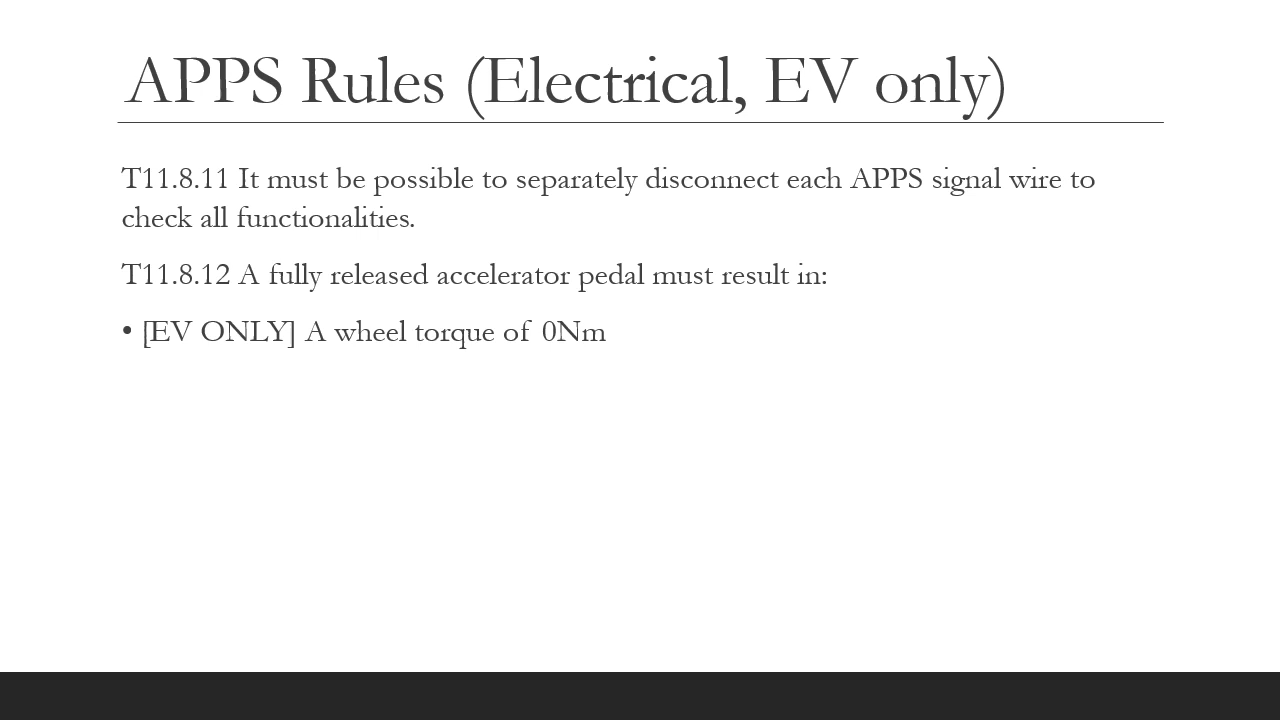 APPS Rules (Electrical, EV only)
T11.8.11 It must be possible to separately disconnect each APPS signal wire to
check all functionalities.
T11.8.12 A fully released accelerator pedal must result in:
• [EV ONLY] A wheel torque of 0Nm